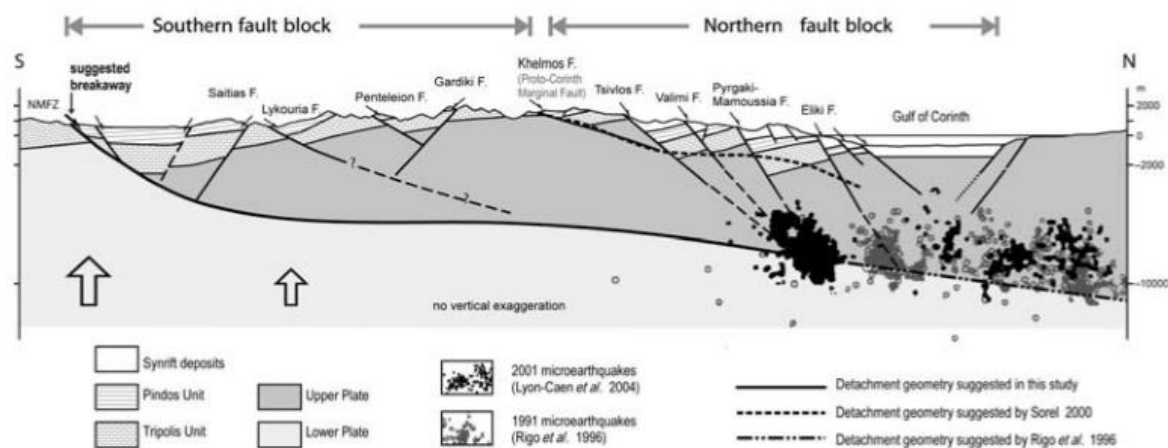 Southern fault block
Northern fault block
S
N
suggested
breakaway
NMFZ
Saitias F.
Lykouria F.
Penteleion F.
Gardiki F.
Khelmos F.
(Proto-Corinth
Marginal Fault)
Tsivlos F.
Valimi F.
Pyrgaki-
Mamoussia F.
Eliki F.
Gulf of Corinth
m
2000
0
-2000
-10000
?
?
no vertical exaggeration
Synrift deposits
Pindos Unit
Tripolis Unit
Upper Plate
Lower Plate
2001 microearthquakes
(Lyon-Caen et al. 2004)
1991 microearthquakes
(Rigo et al. 1996)
Detachment geometry suggested in this study
Detachment geometry suggested by Sorel 2000
Detachment geometry suggested by Rigo et al. 1996